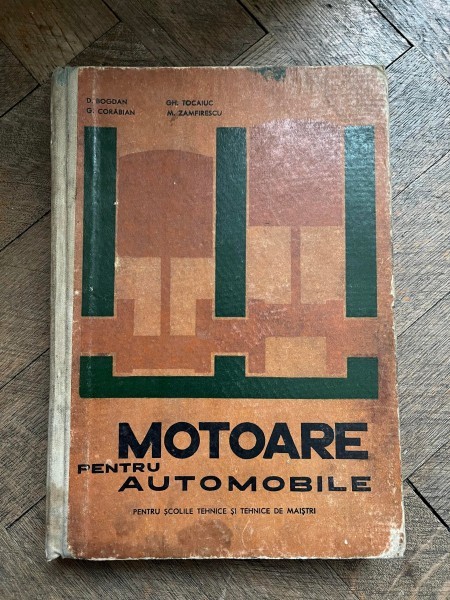 D. BOGDAN GH. TOCAIUC
G. CORĂBIAN M. ZAMFIRESCU
MOTOARE
PENTRU
AUTOMOBILE
PENTRU ȘCOLILE TEHNICE ȘI TEHNICE DE MAIȘTRI